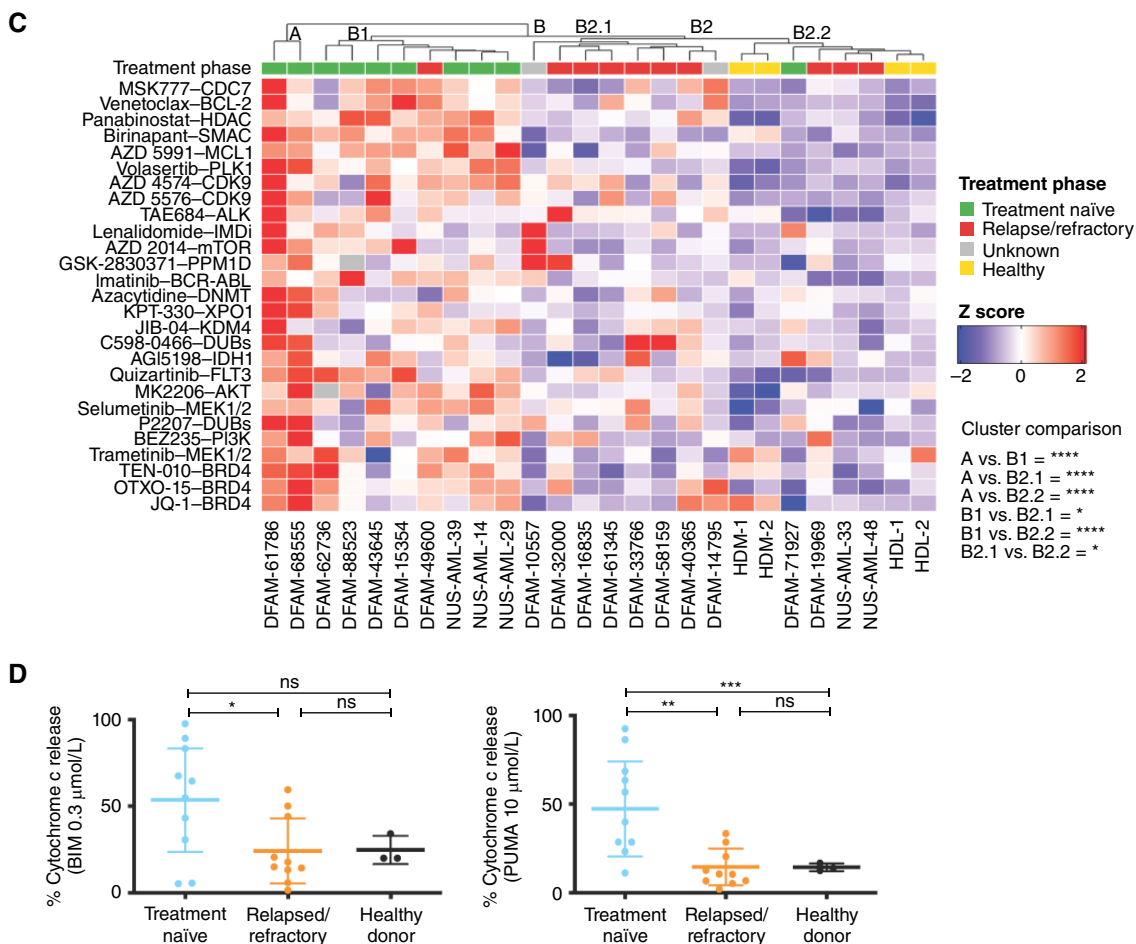 C
A
B1
B
B2.1
B2
B2.2
Treatment phase
MSK777–CDC7
Venetoclax–BCL-2
Panabinostat–HDAC
Birinapant–SMAC
AZD 5991–MCL1
Volasertib–PLK1
AZD 4574–CDK9
AZD 5576–CDK9
TAE684–ALK
Lenalidomide–IMDi
AZD 2014–mTOR
GSK-2830371–PPM1D
Imatinib–BCR-ABL
Azacytidine–DNMT
KPT-330–XPO1
JIB-04–KDM4
C598-0466–DUBs
AGI5198–IDH1
Quizartinib–FLT3
MK2206–AKT
Selumetinib–MEK1/2
P2207–DUBs
BEZ235–PI3K
Trametinib–MEK1/2
TEN-010–BRD4
OTXO-15–BRD4
JQ-1–BRD4
DFAM-61786
DFAM-68555
DFAM-62736
DFAM-88523
DFAM-43645
DFAM-15354
DFAM-49600
NUS-AML-39
NUS-AML-14
NUS-AML-29
DFAM-10557
DFAM-32000
DFAM-16835
DFAM-61345
DFAM-33766
DFAM-58159
DFAM-40365
DFAM-14795
HDM-1
HDM-2
DFAM-71927
DFAM-19969
NUS-AML-33
NUS-AML-48
HDL-1
HDL-2
Treatment phase
Treatment naïve
Relapse/refractory
Unknown
Healthy
Z score
–2 0 2
Cluster comparison
A vs. B1 = ****
A vs. B2.1 = ****
A vs. B2.2 = ****
B1 vs. B2.1 = *
B1 vs. B2.2 = ****
B2.1 vs. B2.2 = *
D
ns
* ns
% Cytochrome c release
(BIM 0.3 μmol/L)
100
50
0
Treatment
naïve
Relapsed/
refractory
Healthy
donor
***
** ns
% Cytochrome c release
(PUMA 10 μmol/L)
100
50
0
Treatment
naïve
Relapsed/
refractory
Healthy
donor